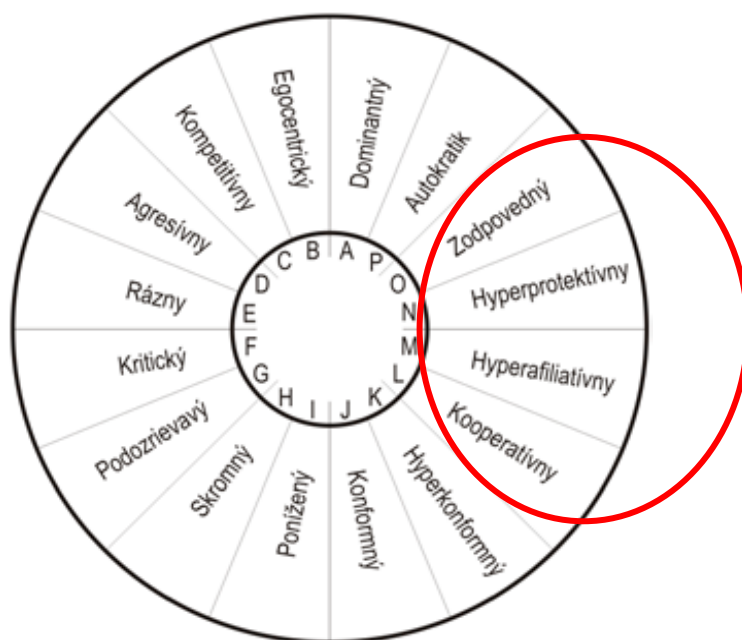 Egocentrický
Dominantný
Kompetitívny
Autokratik
Agresívny
Zodpovedný
Rázny
Hyperprotektívny
Kritický
Hyperafiliatívny
Podozrievavý
Kooperatívny
Skromný
Hyperkonformný
Ponížený
Konformný
A
B
C
D
E
F
G
H
I
J
K
L
M
N
O
P